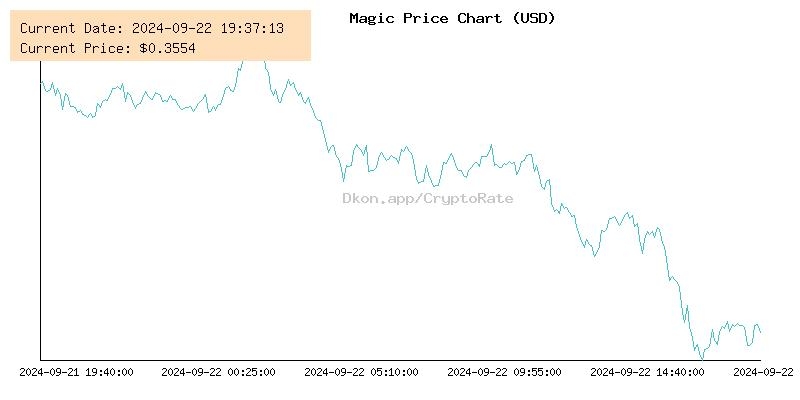 Magic Price Chart (USD)
Current Date: 2024-09-22 19:37:13
Current Price: $0.3554
Dkon.app/CryptoRate
2024-09-21 19:40:00
2024-09-22 00:25:00
2024-09-22 05:10:00
2024-09-22 09:55:00
2024-09-22 14:40:00
2024-09-22